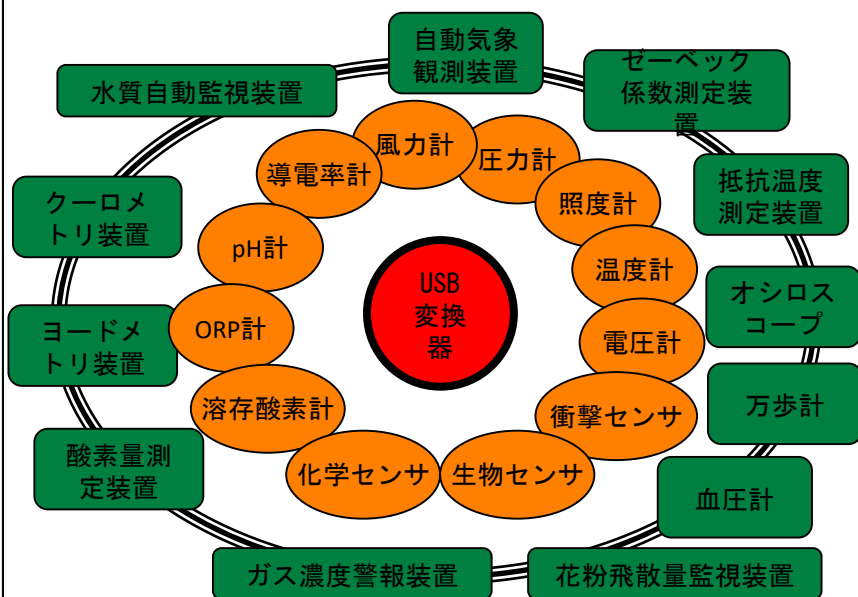 自動気象
観測装置
ゼーベック
係数測定装
置
水質自動監視装置
風力計
圧力計
導電率計
照度計
抵抗温度
測定装置
クーロメ
トリ装置
pH計
温度計
USB
変換
器
オシロス
コープ
ヨードメ
トリ装置
ORP計
電圧計
溶存酸素計
衝撃センサ
万歩計
酸素量測
定装置
化学センサ
生物センサ
血圧計
ガス濃度警報装置
花粉飛散量監視装置